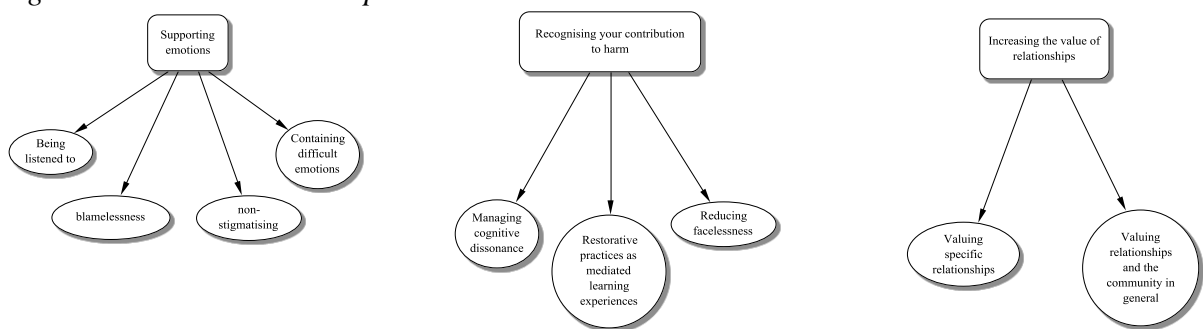 Supporting
emotions
Being
listened to
blamelessness
non-
stigmatising
Containing
difficult
emotions
Recognising your contribution
to harm
Managing
cognitive
dissonance
Restorative
practices as
mediated
learning
experiences
Reducing
facelessness
Increasing the value of
relationships
Valuing
specific
relationships
Valuing
relationships
and the
community in
general